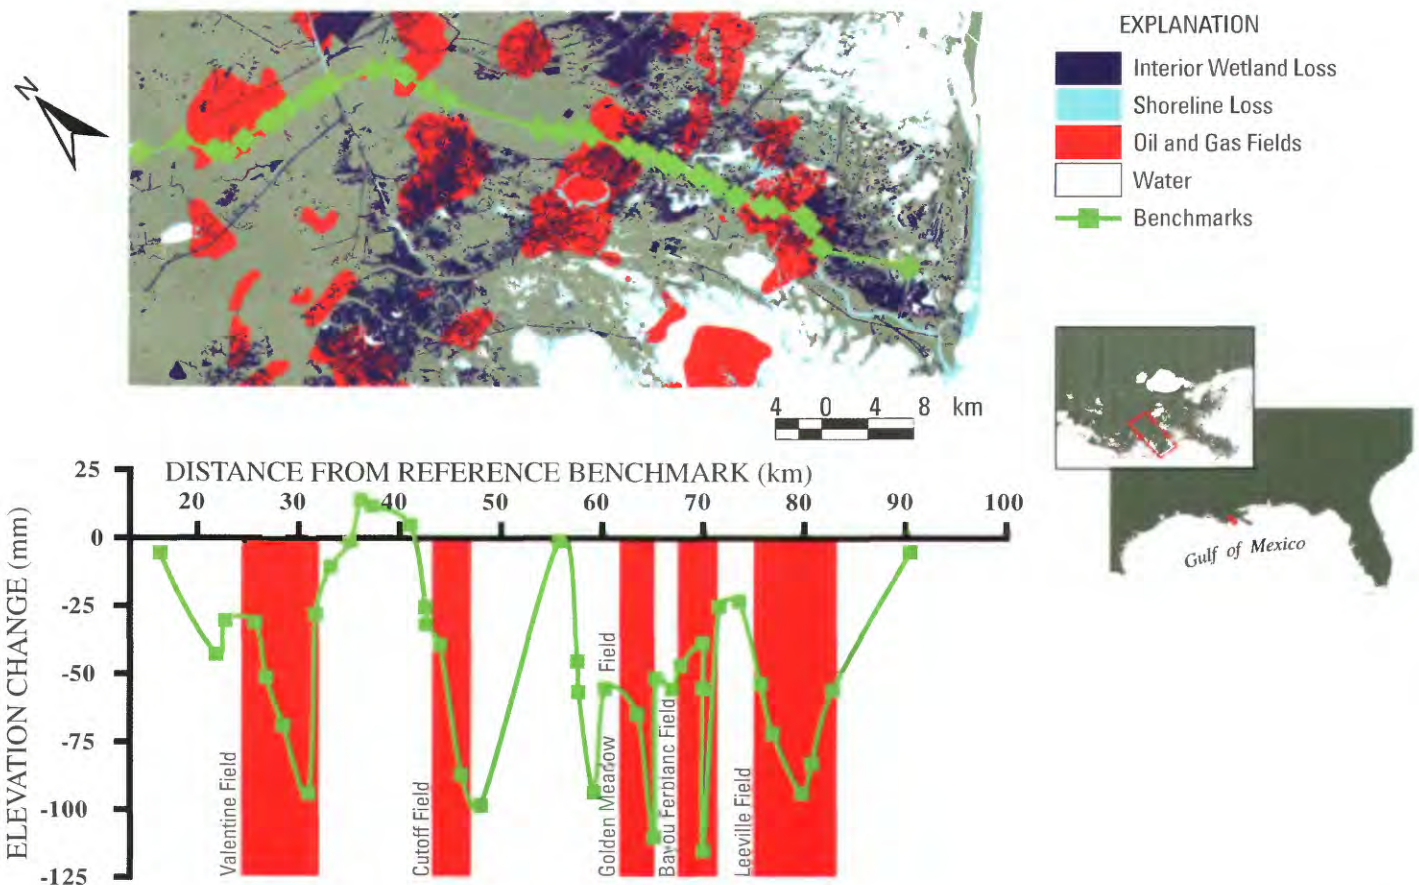 EXPLANATION
Interior Wetland Loss
Shoreline Loss
Oil and Gas Fields
Water
Benchmarks
N
4 0 4 8 km
Gulf of Mexico
DISTANCE FROM REFERENCE BENCHMARK (km)
20 30 40 50 60 70 80 90 100
ELEVATION CHANGE (mm)
25
0
-25
-50
-75
-100
-125
Valentine Field
Cutoff Field
Golden Meadow Field
Bayou Ferblanc Field
Leeville Field